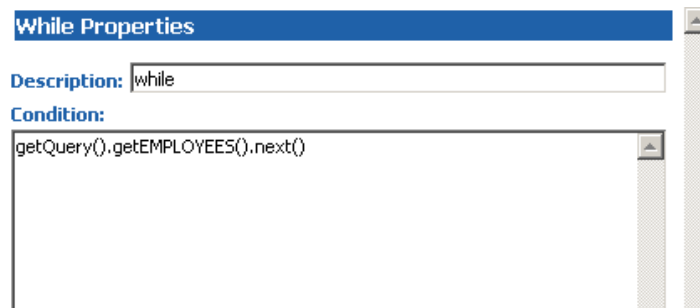 While Properties
Description: while
Condition:
getQuery().getEMPLOYEES().next()